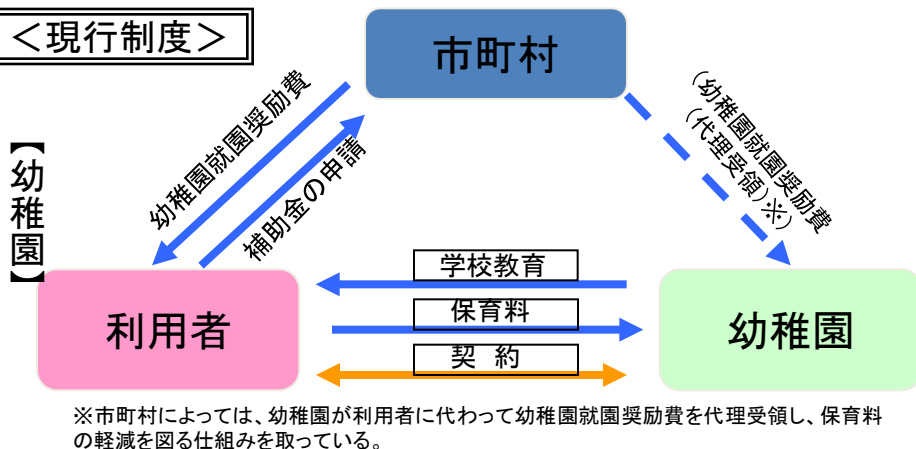 <現行制度>
市町村
幼稚園就園奨励費
補助金の申請
(幼稚園就園奨励費
(代理受領)※)
【幼稚園】
学校教育
保育料
契 約
利用者
幼稚園
※市町村によっては、幼稚園が利用者に代わって幼稚園就園奨励費を代理受領し、保育料
の軽減を図る仕組みを取っている。